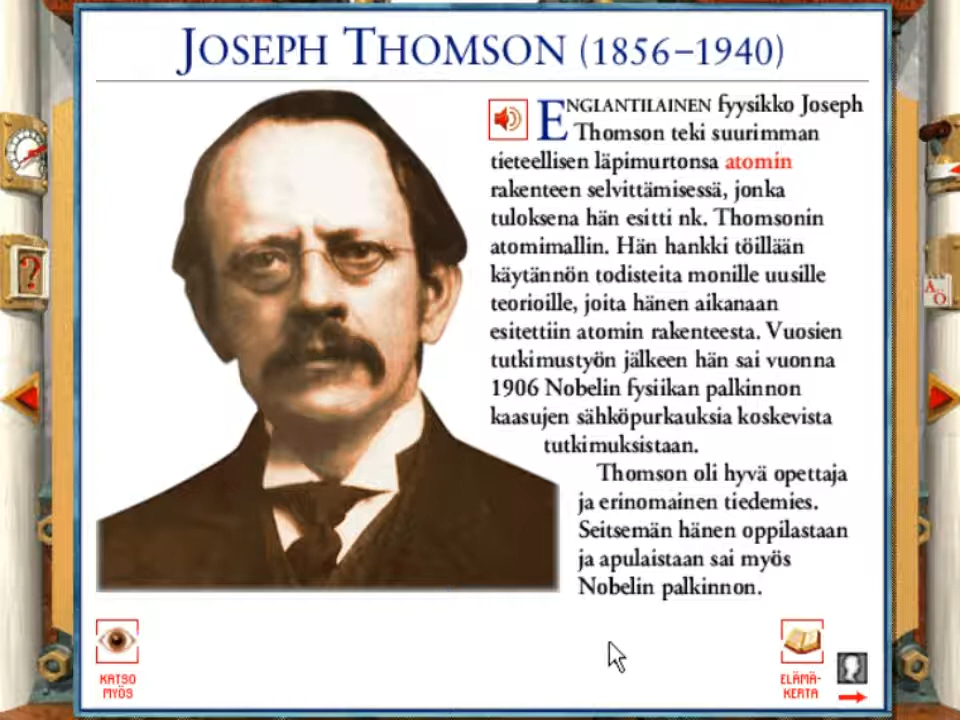 JOSEPH THOMSON (1856–1940)
ENGLANTILAINEN fyysikko Joseph
Thomson teki suurimman
tieteellisen läpimurtonsa atomin
rakenteen selvittämisessä, jonka
tuloksena hän esitti nk. Thomsonin
atomimallin. Hän hankki töillään
käytännön todisteita monille uusille
teorioille, joita hänen aikanaan
esitettiin atomin rakenteesta. Vuosien
tutkimustyön jälkeen hän sai vuonna
1906 Nobelin fysiikan palkinnon
kaasujen sähköpurkauksia koskevista
tutkimuksistaan.
Thomson oli hyvä opettaja
ja erinomainen tiedemies.
Seitsemän hänen oppilastaan
ja apulaistaan sai myös
Nobelin palkinnon.
?
A
Ö
KATSO
MYÖS
ELÄMÄ-
KERTA